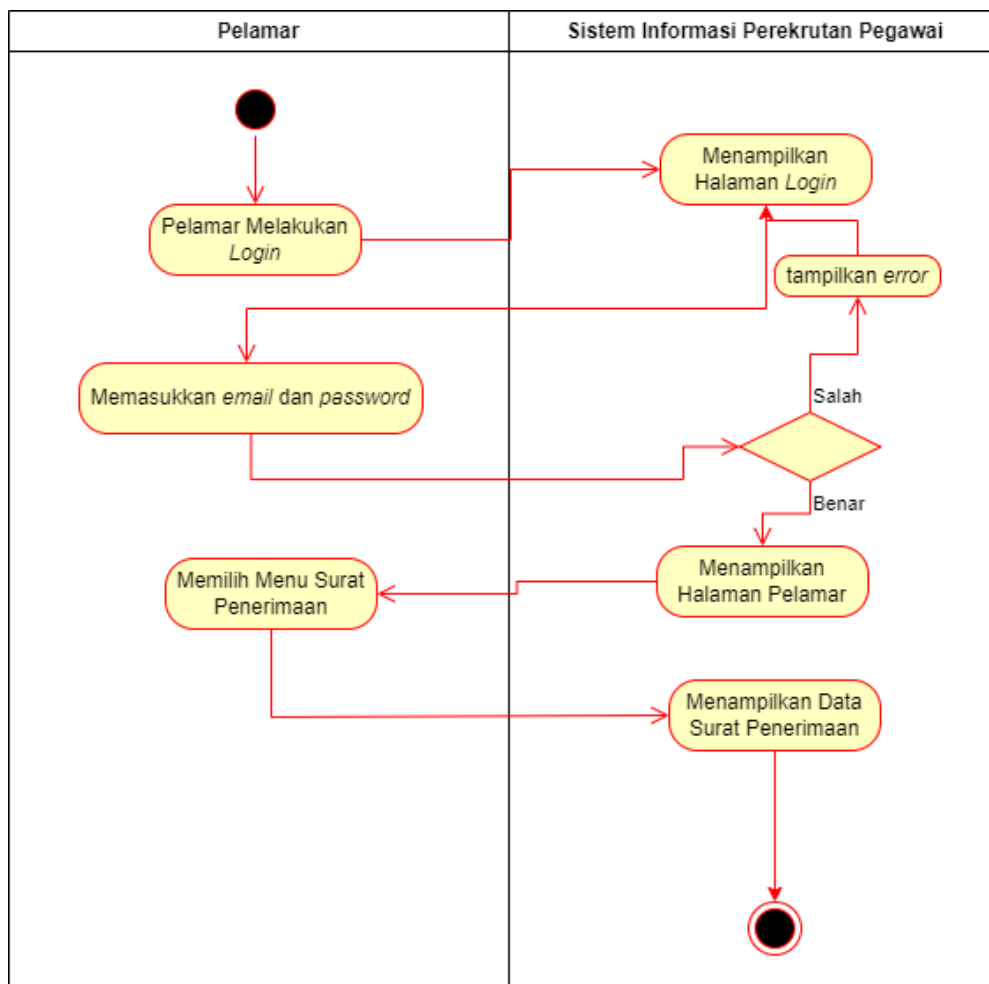 Pelamar
Sistem Informasi Perekrutan Pegawai
Menampilkan
Halaman Login
Pelamar Melakukan
Login
tampilkan error
Memasukkan email dan password
Salah
Benar
Menampilkan
Halaman Pelamar
Memilih Menu Surat
Penerimaan
Menampilkan Data
Surat Penerimaan